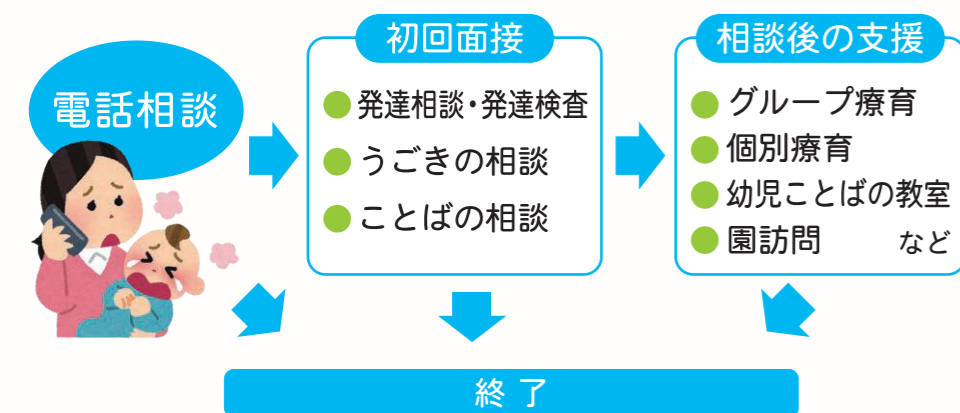 電話相談
初回面接
●発達相談・発達検査
●うごきの相談
●ことばの相談
相談後の支援
●グループ療育
●個別療育
●幼児ことばの教室
●園訪問 など
終了